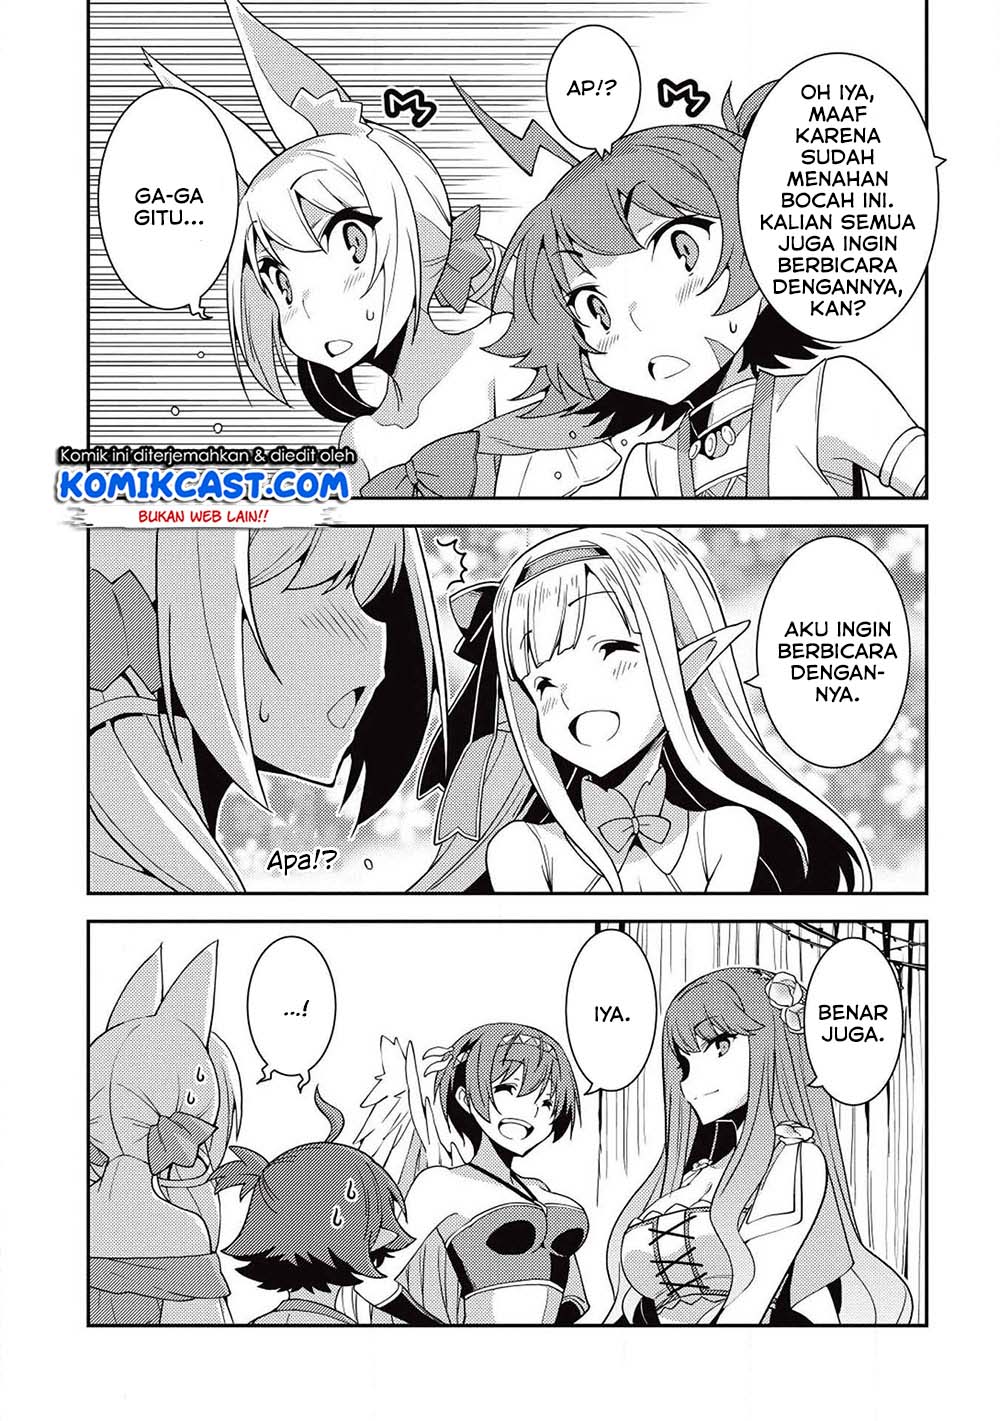 OH IYA,
MAAF
KARENA
SUDAH
MENAHAN
BOCAH INI.
KALIAN SEMUA
JUGA INGIN
BERBICARA
DENGANNYA,
KAN?
AP!?
GA-GA
GITU...
Komik ini diterjemahkan & diedit oleh
KOMIKCAST.COM
BUKAN WEB LAIN!!
AKU INGIN
BERBICARA
DENGAN-
NYA.
Apa!?
BENAR
JUGA.
IYA.
...!